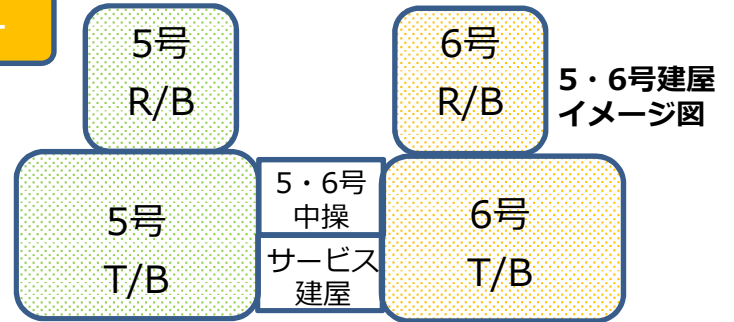 5号
R/B
6号
R/B
5・6号建屋
イメージ図
5号
T/B
5・6号
中操
サービス
建屋
6号
T/B